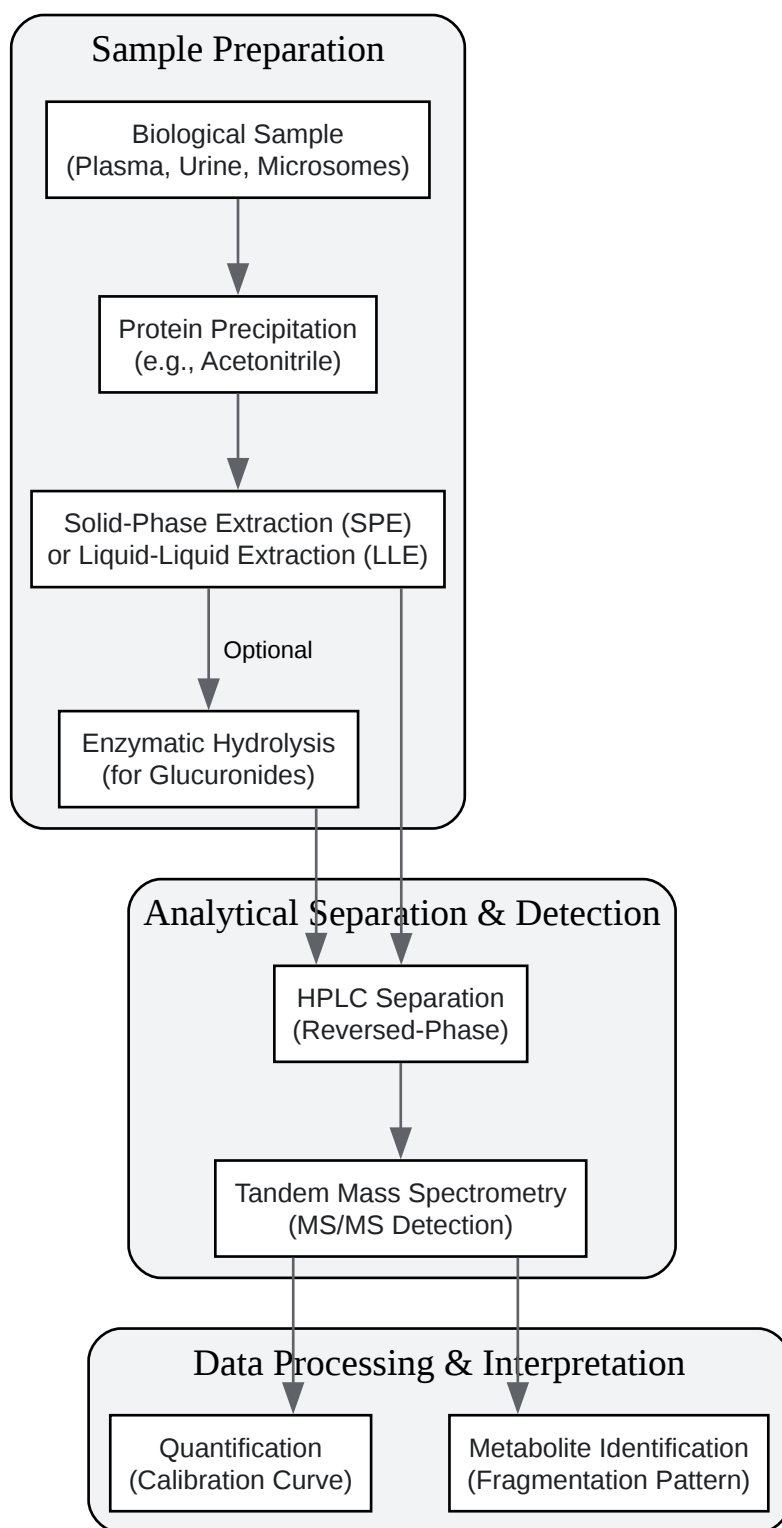 Sample Preparation
Biological Sample
(Plasma, Urine, Microsomes)
Protein Precipitation
(e.g., Acetonitrile)
Solid-Phase Extraction (SPE)
or Liquid-Liquid Extraction (LLE)
Optional
Enzymatic Hydrolysis
(for Glucuronides)
Analytical Separation & Detection
HPLC Separation
(Reversed-Phase)
Tandem Mass Spectrometry
(MS/MS Detection)
Data Processing & Interpretation
Quantification
(Calibration Curve)
Metabolite Identification
(Fragmentation Pattern)